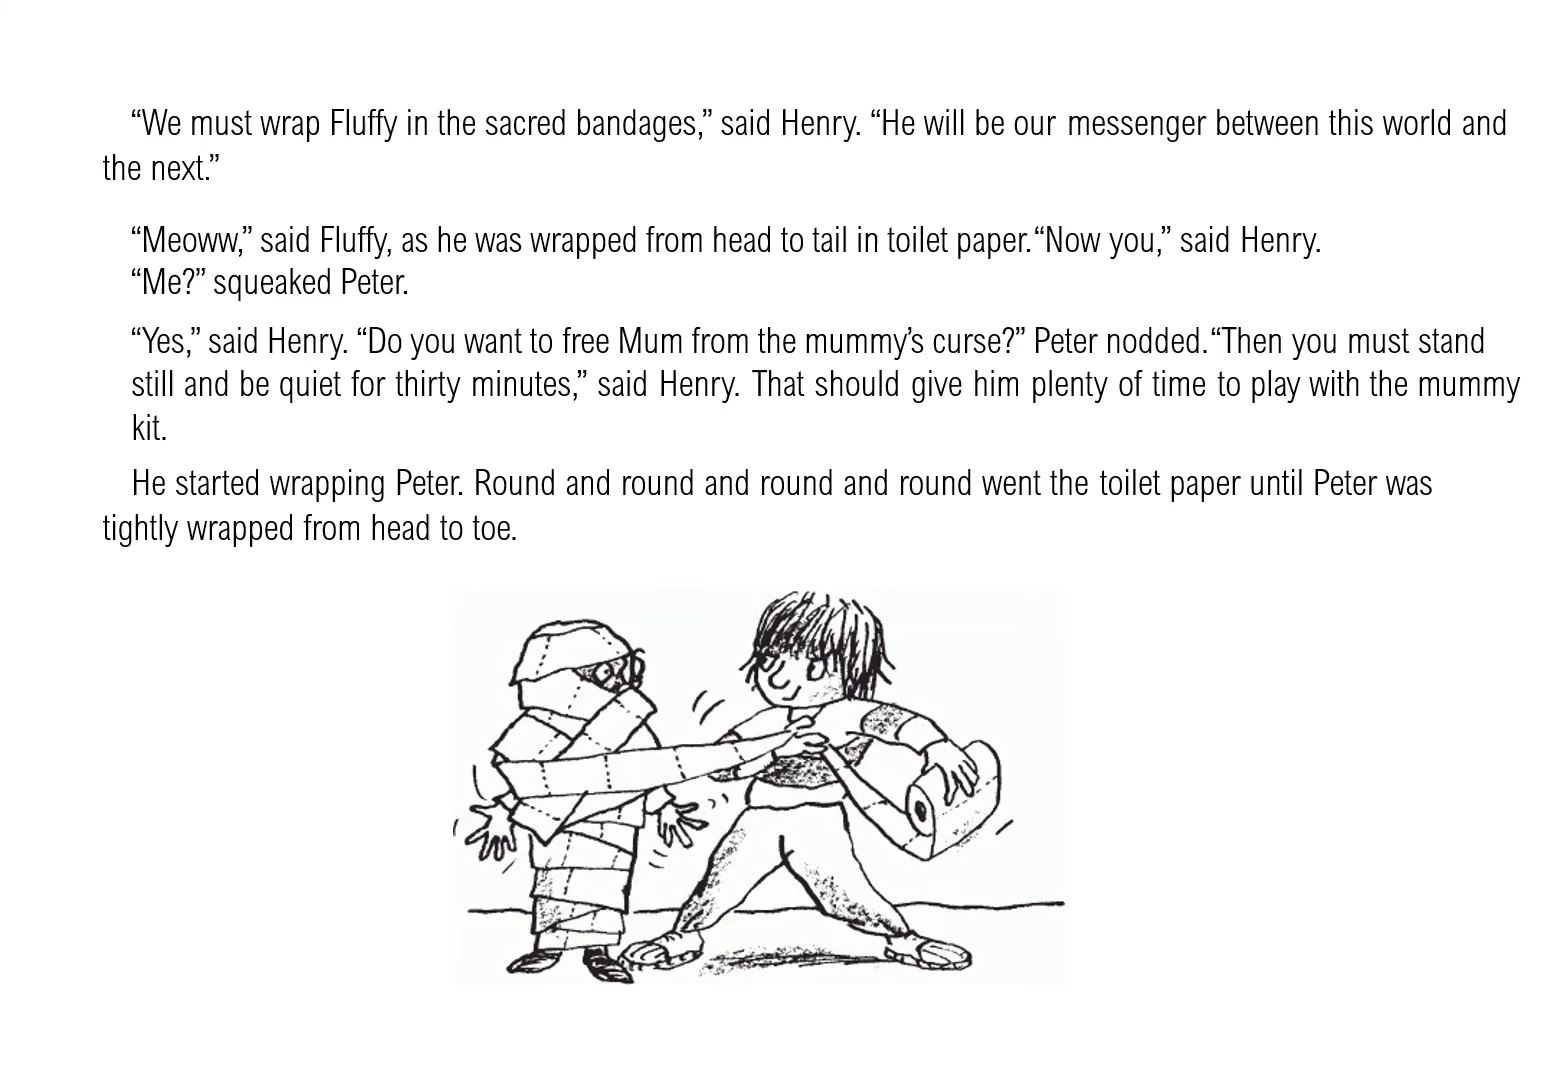 “We must wrap Fluffy in the sacred bandages,” said Henry. “He will be our messenger between this world and
the next.”
“Meoww,” said Fluffy, as he was wrapped from head to tail in toilet paper.“Now you,” said Henry.
“Me?” squeaked Peter.
“Yes,” said Henry. “Do you want to free Mum from the mummy’s curse?” Peter nodded.“Then you must stand
still and be quiet for thirty minutes,” said Henry. That should give him plenty of time to play with the mummy
kit.
He started wrapping Peter. Round and round and round and round went the toilet paper until Peter was
tightly wrapped from head to toe.